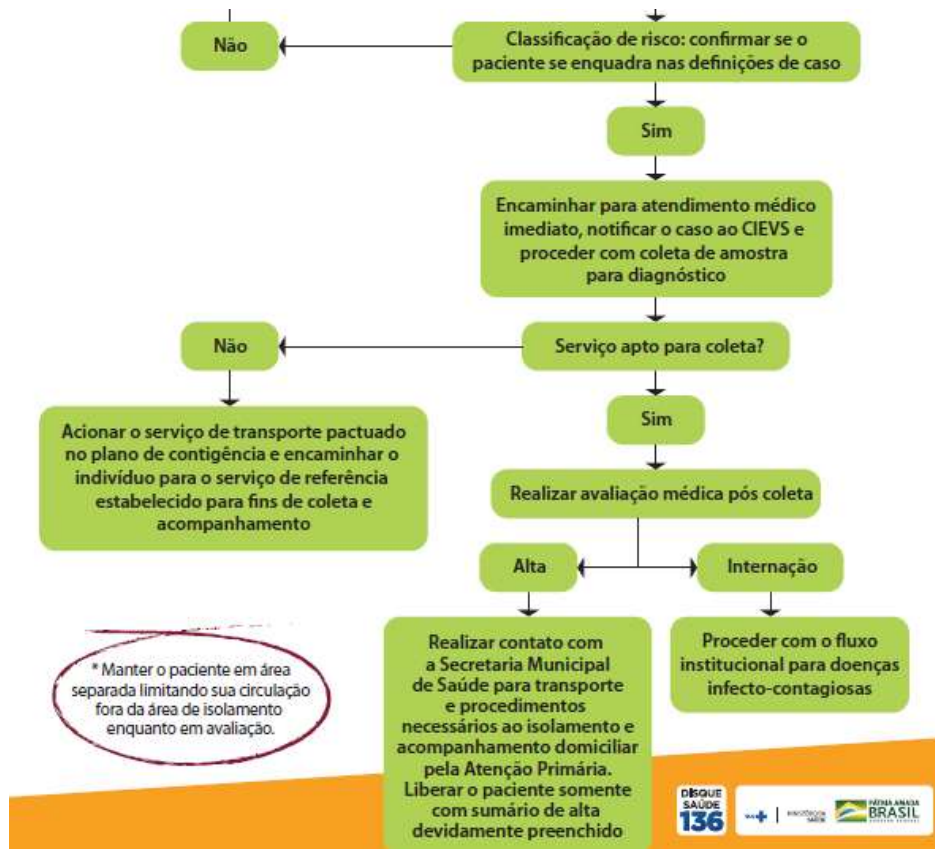 Não
Classificação de risco: confirmar se o
paciente se enquadra nas definições de caso
Sim
Encaminhar para atendimento médico
imediato, notificar o caso ao CIEVS e
proceder com coleta de amostra
para diagnóstico
Não
Serviço apto para coleta?
Acionar o serviço de transporte pactuado
no plano de contigência e encaminhar o
indivíduo para o serviço de referência
estabelecido para fins de coleta e
acompanhamento
Sim
Realizar avaliação médica pós coleta
Alta
Internação
* Manter o paciente em área
separada limitando sua circulação
fora da área de isolamento
enquanto em avaliação.
Realizar contato com
a Secretaria Municipal
de Saúde para transporte
e procedimentos
necessários ao isolamento e
acompanhamento domiciliar
pela Atenção Primária.
Liberar o paciente somente
com sumário de alta
devidamente preenchido
Proceder com o fluxo
institucional para doenças
infecto-contagiosas
DISQUE
SAÚDE
136
MINISTÉRIO DA
SAÚDE
PÁTRIA AMADA
BRASIL